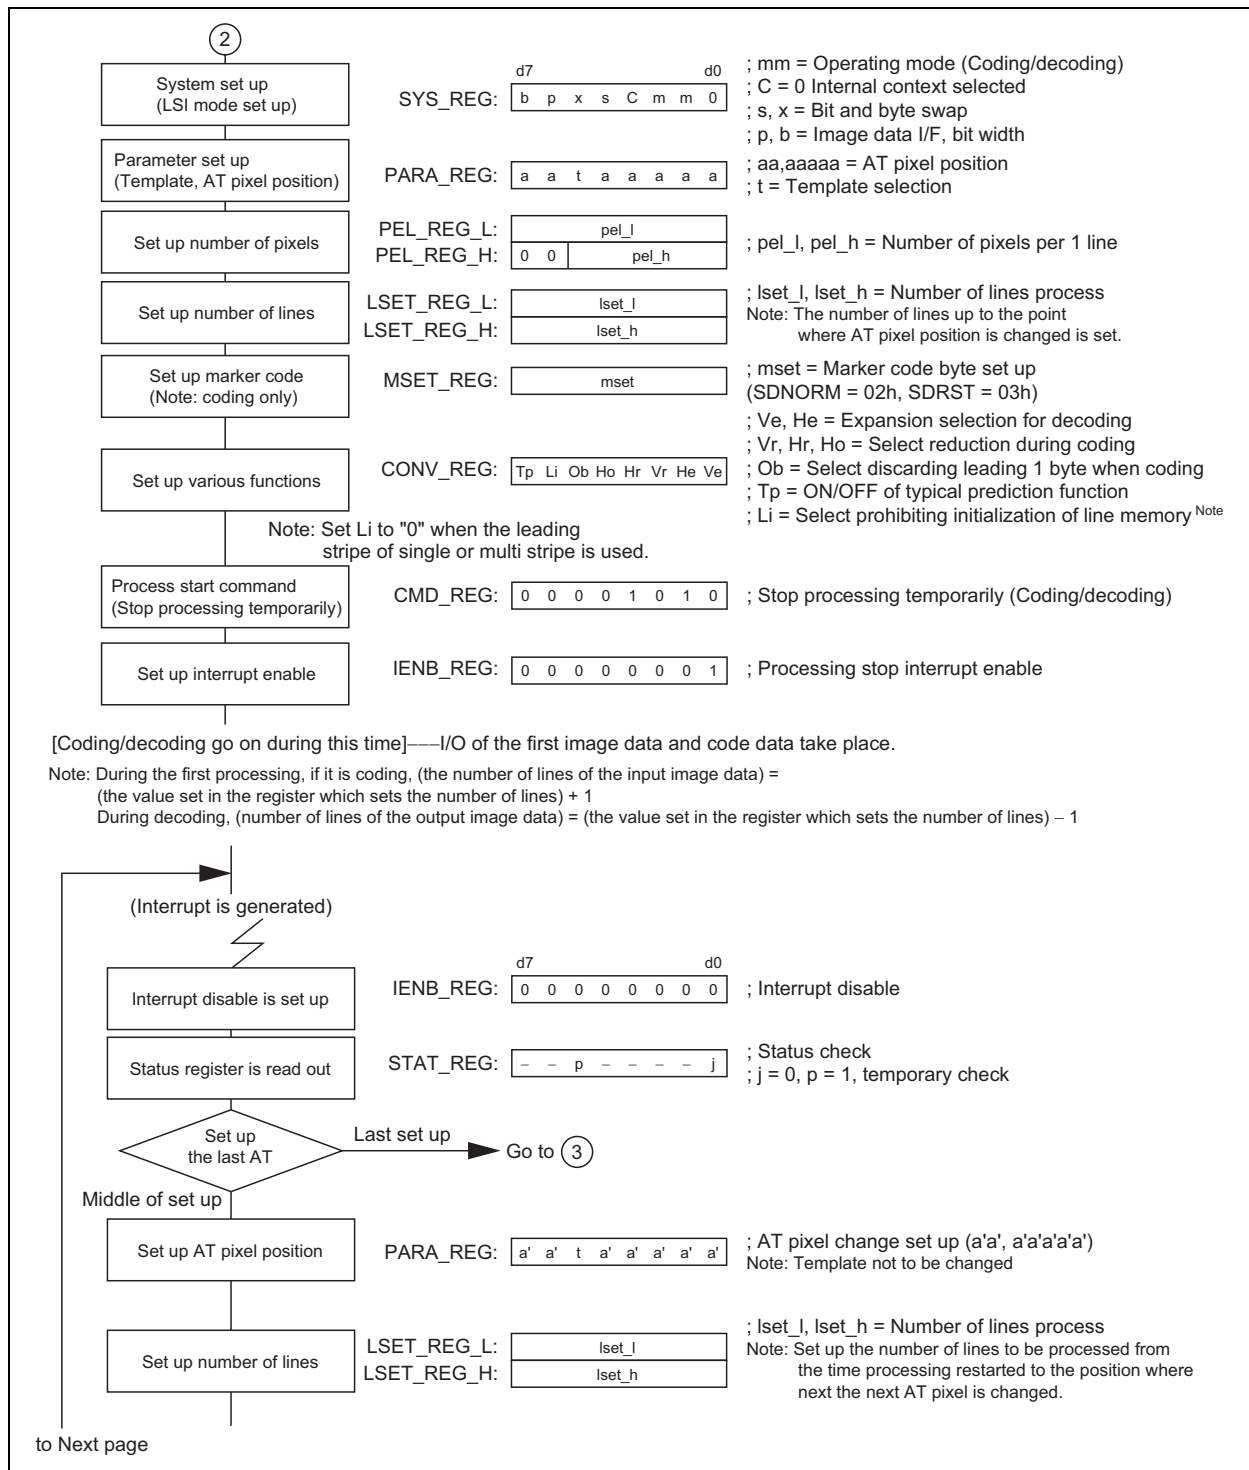 2
System set up
(LSI mode set up)
d7 d0
SYS_REG: b p x s C m m 0
; mm = Operating mode (Coding/decoding)
; C = 0 Internal context selected
; s, x = Bit and byte swap
; p, b = Image data I/F, bit width
Parameter set up
(Template, AT pixel position)
PARA_REG: a a t a a a a a
; aa,aaaaa = AT pixel position
; t = Template selection
Set up number of pixels
PEL_REG_L: pel_l
PEL_REG_H: 0 0 pel_h
; pel_l, pel_h = Number of pixels per 1 line
Set up number of lines
LSET_REG_L: lset_l
LSET_REG_H: lset_h
; lset_l, lset_h = Number of lines process
Note: The number of lines up to the point
where AT pixel position is changed is set.
Set up marker code
(Note: coding only)
MSET_REG: mset
; mset = Marker code byte set up
(SDNORM = 02h, SDRST = 03h)
Set up various functions
CONV_REG: Tp Li Ob Ho Hr Vr He Ve
; Ve, He = Expansion selection for decoding
; Vr, Hr, Ho = Select reduction during coding
; Ob = Select discarding leading 1 byte when coding
; Tp = ON/OFF of typical prediction function
; Li = Select prohibiting initialization of line memory Note
Note: Set Li to "0" when the leading
stripe of single or multi stripe is used.
Process start command
(Stop processing temporarily)
CMD_REG: 0 0 0 0 1 0 1 0
; Stop processing temporarily (Coding/decoding)
Set up interrupt enable
IENB_REG: 0 0 0 0 0 0 0 1
; Processing stop interrupt enable
[Coding/decoding go on during this time]–––I/O of the first image data and code data take place.
Note: During the first processing, if it is coding, (the number of lines of the input image data) =
(the value set in the register which sets the number of lines) + 1
During decoding, (number of lines of the output image data) = (the value set in the register which sets the number of lines) – 1
(Interrupt is generated)
Interrupt disable is set up
d7 d0
IENB_REG: 0 0 0 0 0 0 0 0
; Interrupt disable
Status register is read out
STAT_REG: – – p – – – – j
; Status check
; j = 0, p = 1, temporary check
Set up
the last AT
Last set up
Go to 3
Middle of set up
Set up AT pixel position
PARA_REG: a' a' t a' a' a' a' a'
; AT pixel change set up (a'a', a'a'a'a'a')
Note: Template not to be changed
Set up number of lines
LSET_REG_L: lset_l
LSET_REG_H: lset_h
; lset_l, lset_h = Number of lines process
Note: Set up the number of lines to be processed from
the time processing restarted to the position where
next the next AT pixel is changed.
to Next page